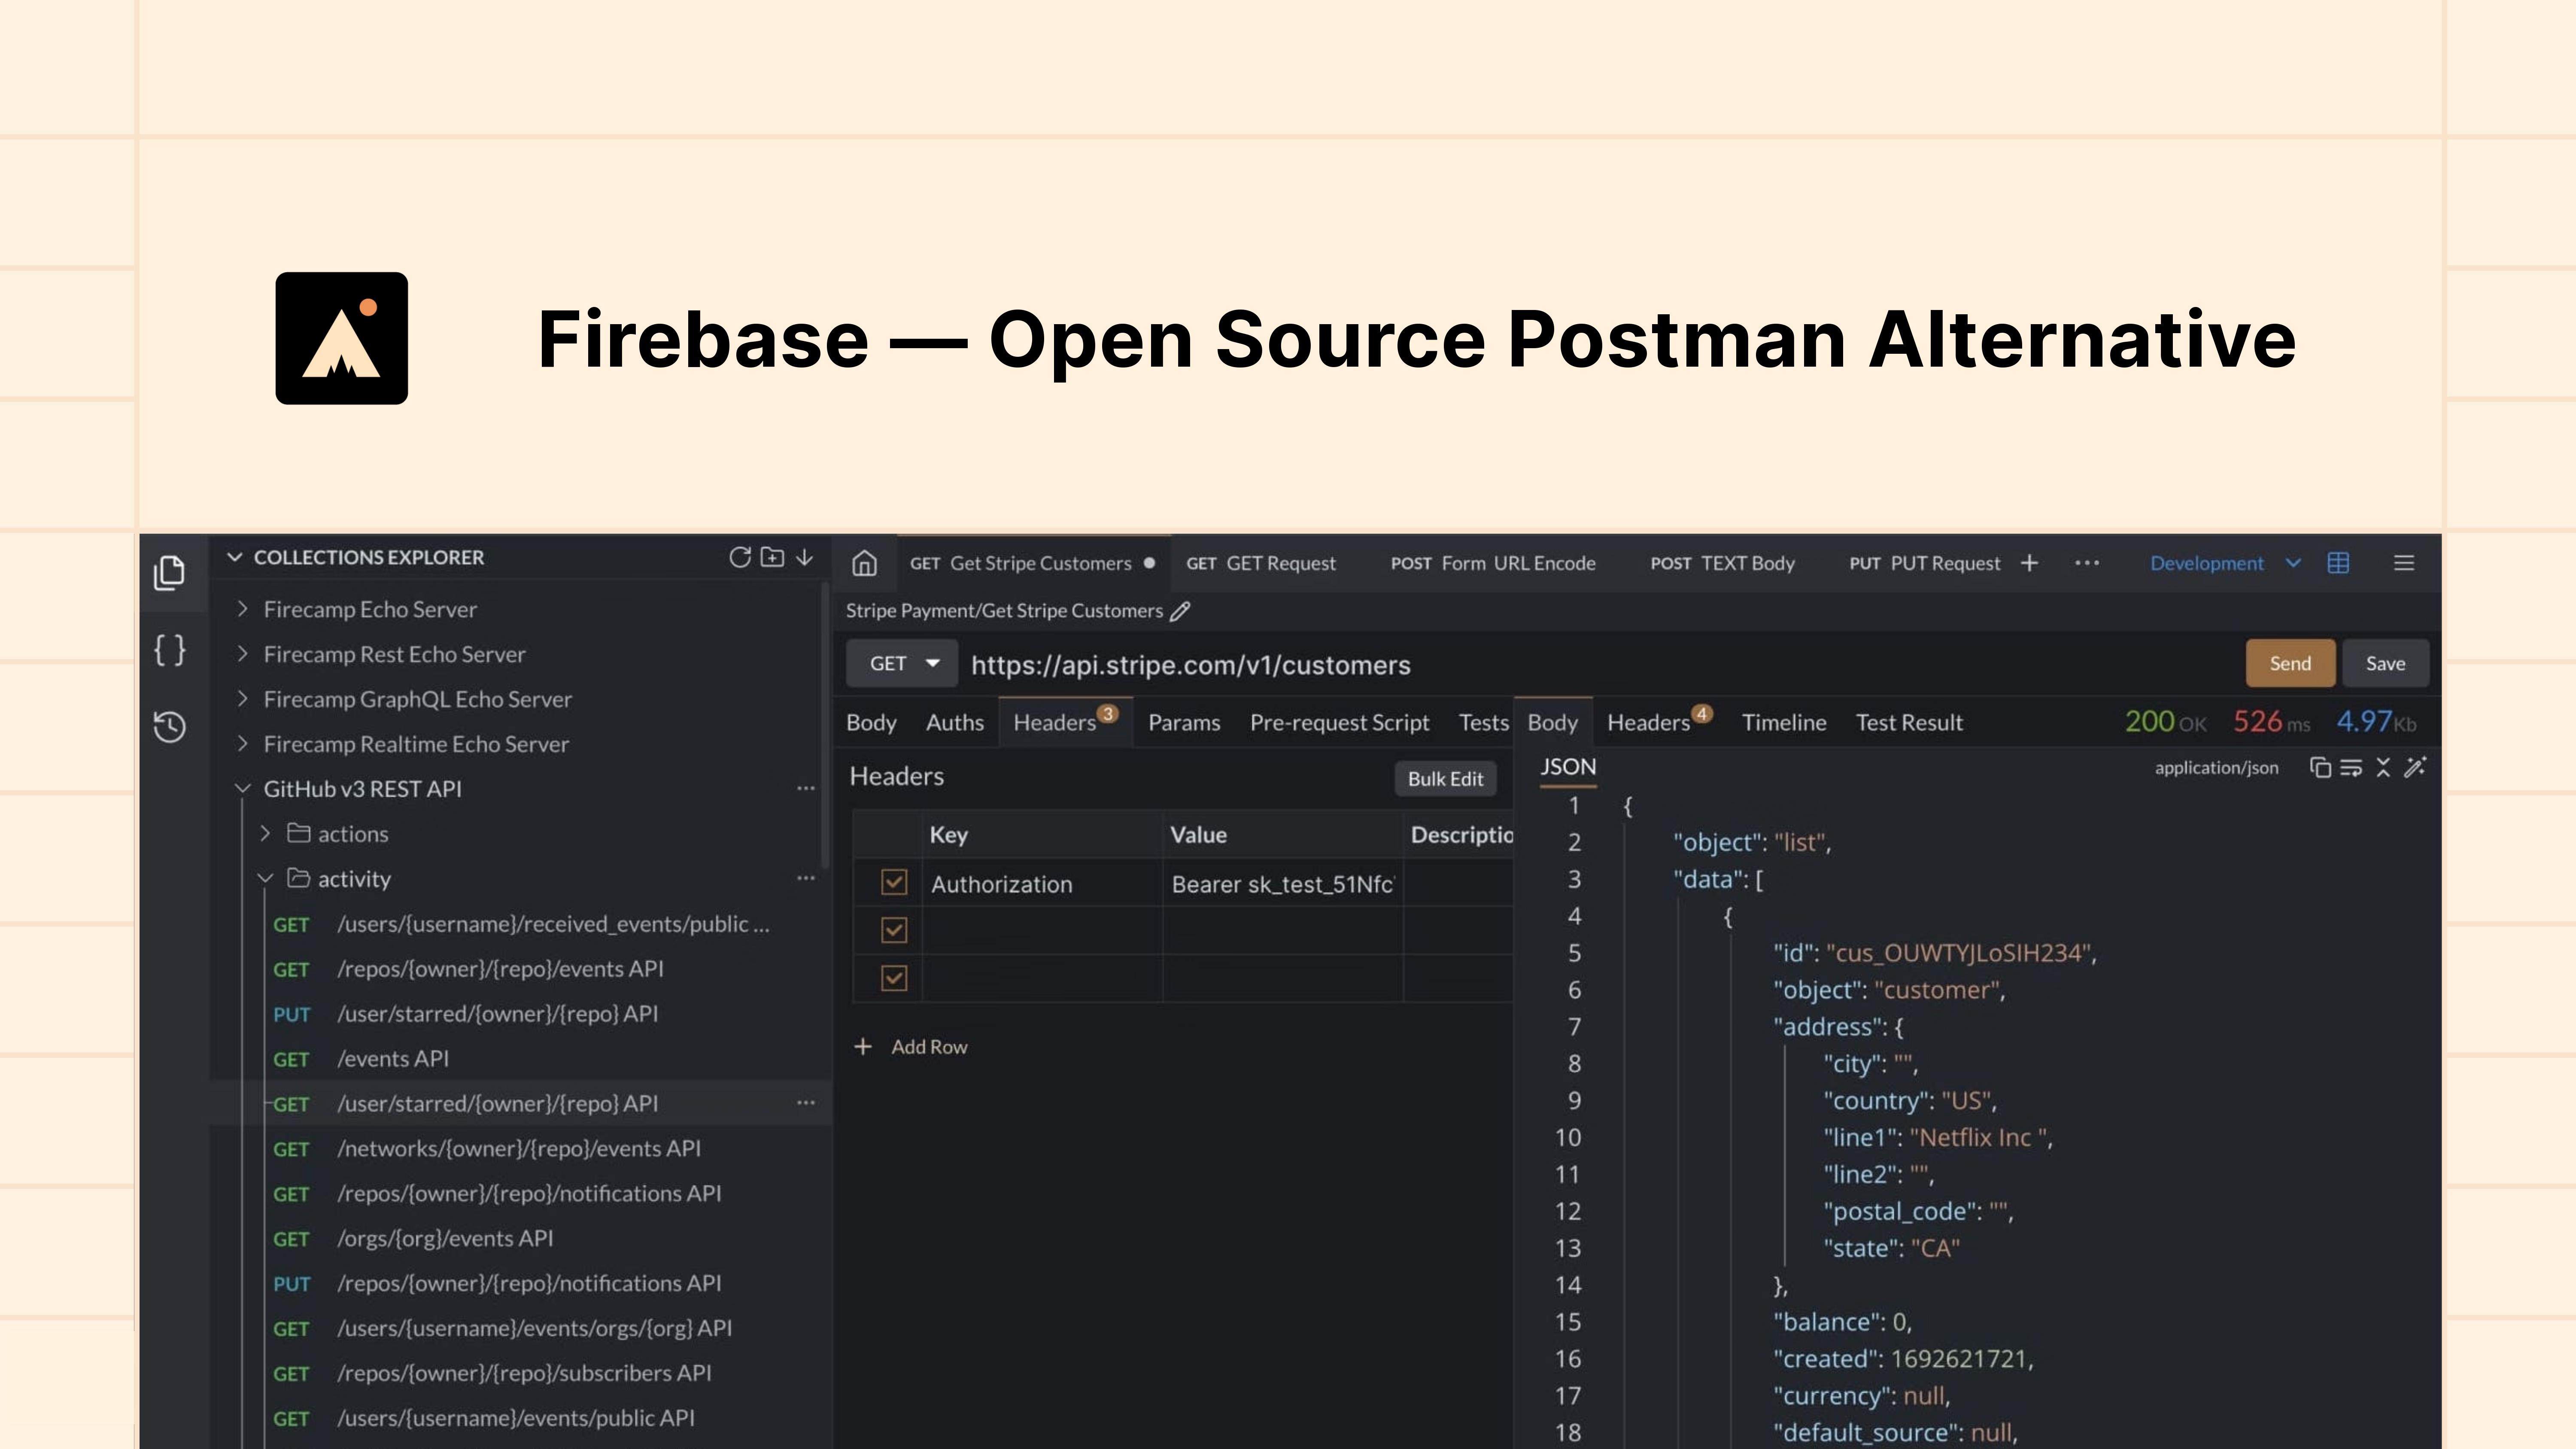 Firebase — Open Source Postman Alternative
COLLECTIONS EXPLORER
Firecamp Echo Server
Firecamp Rest Echo Server
Firecamp GraphQL Echo Server
Firecamp Realtime Echo Server
GitHub v3 REST API
actions
activity
GET /users/{username}/received_events/public ...
GET /repos/{owner}/{repo}/events API
PUT /user/starred/{owner}/{repo} API
GET /events API
GET /user/starred/{owner}/{repo} API
GET /networks/{owner}/{repo}/events API
GET /repos/{owner}/{repo}/notifications API
GET /orgs/{org}/events API
PUT /repos/{owner}/{repo}/notifications API
GET /users/{username}/events/orgs/{org} API
GET /repos/{owner}/{repo}/subscribers API
GET /users/{username}/events/public API
GET Get Stripe Customers GET GET Request POST Form URL Encode POST TEXT Body PUT PUT Request Development
Stripe Payment/Get Stripe Customers
GET https://api.stripe.com/v1/customers Send Save
Body Auths Headers 3 Params Pre-request Script Tests
Headers Bulk Edit
Key Value Descriptio
Authorization Bearer sk_test_51Nfc
Add Row
Body Headers 4 Timeline Test Result 200 OK 526 ms 4.97 Kb
JSON application/json
1 {
2 "object": "list",
3 "data": [
4 {
5 "id": "cus_OUWTYJLoSIH234",
6 "object": "customer",
7 "address": {
8 "city": "",
9 "country": "US",
10 "line1": "Netflix Inc ",
11 "line2": "",
12 "postal_code": "",
13 "state": "CA"
14 },
15 "balance": 0,
16 "created": 1692621721,
17 "currency": null,
18 "default_source": null,